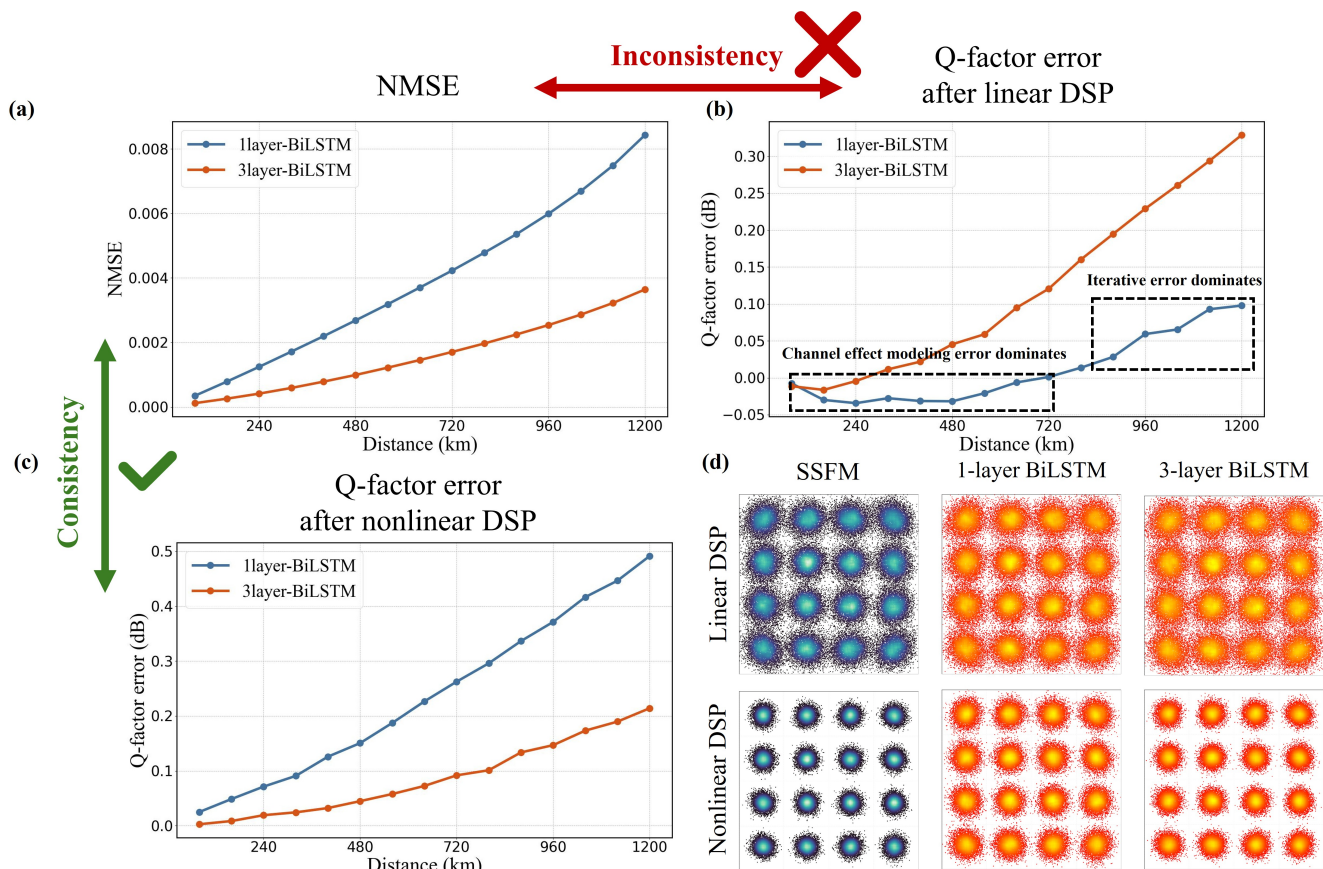 Inconsistency
NMSE
Q-factor error
after linear DSP
(a)
1layer-BiLSTM
3layer-BiLSTM
NMSE
0.008
0.006
0.004
0.002
0.000
240
480
720
960
1200
Distance (km)
(b)
1layer-BiLSTM
3layer-BiLSTM
Q-factor error (dB)
0.30
0.25
0.20
0.15
0.10
0.05
0.00
−0.05
Iterative error dominates
Channel effect modeling error dominates
240
480
720
960
1200
Distance (km)
Consistency
(c)
Q-factor error
after nonlinear DSP
1layer-BiLSTM
3layer-BiLSTM
Q-factor error (dB)
0.5
0.4
0.3
0.2
0.1
0.0
240
480
720
960
1200
Distance (km)
(d)
SSFM
1-layer BiLSTM
3-layer BiLSTM
Linear DSP
Nonlinear DSP